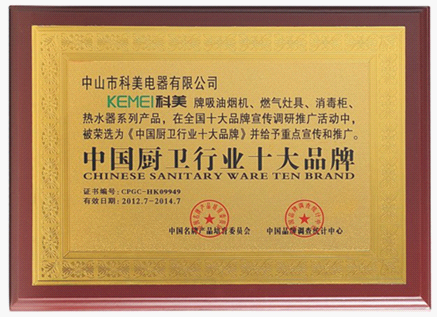 中山市科美电器有限公司
KEMEI科美 牌吸油烟机、燃气灶具、消毒柜、
热水器系列产品，在全国十大品牌宣传调研推广活动中，
被荣选为《中国厨卫行业十大品牌》并给予重点宣传和推广。
中国厨卫行业十大品牌
CHINESE SANITARY WARE TEN BRAND
证书编号：CPGC-HK09949
有效日期：2012.7-2014.7
中国名牌产品培育委员会 中国品牌调查统计中心